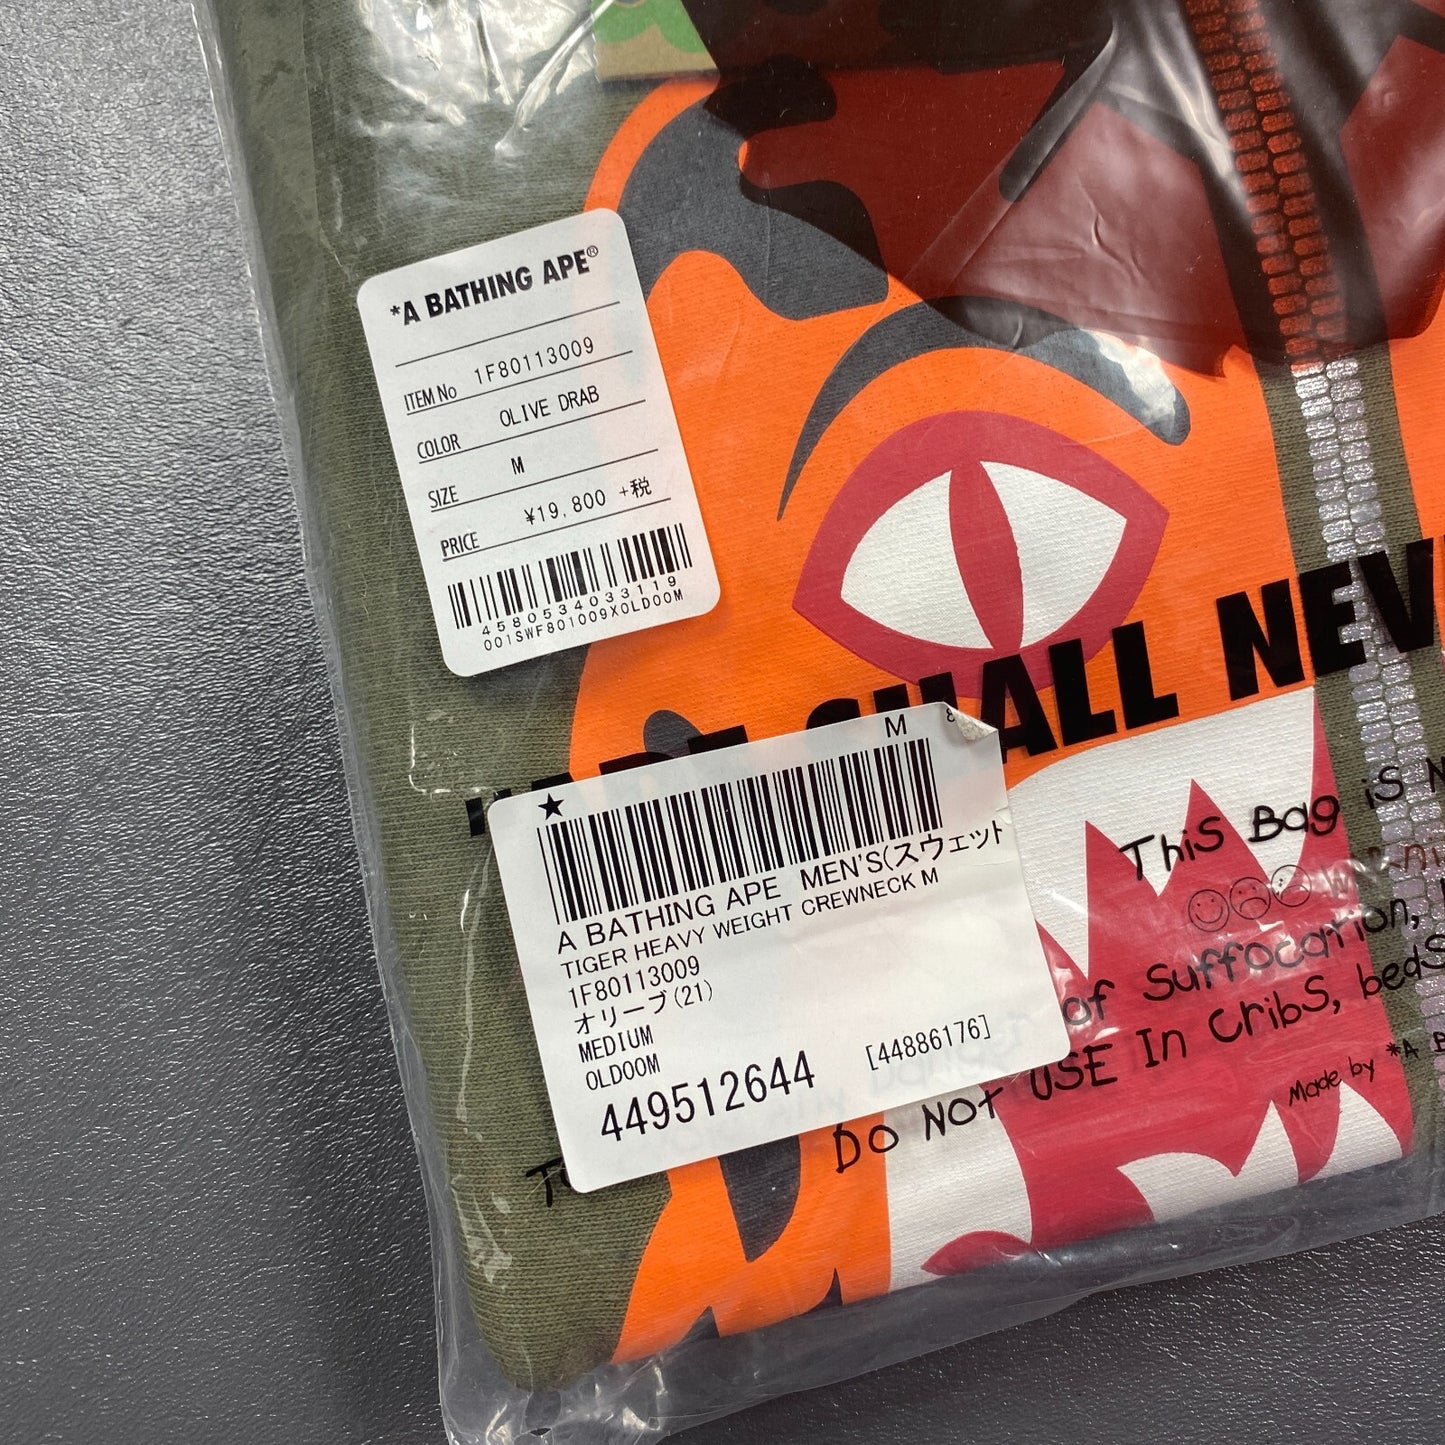 *A BATHING APE®
ITEM No 1F80113009
COLOR OLIVE DRAB
SIZE M
PRICE ¥19,800 +税
4580534033119
001SWF801009XOLDOOM
SHALL NEV
M
★
A BATHING APE MEN'S(スウェット
TIGER HEAVY WEIGHT CREWNECK M
1F80113009
オリーブ(21)
MEDIUM
OLDOOM
449512644 [44886176]
This Bag is N
of Suffocation,
DO NOT USE In CribS, bedS
Made by *A B